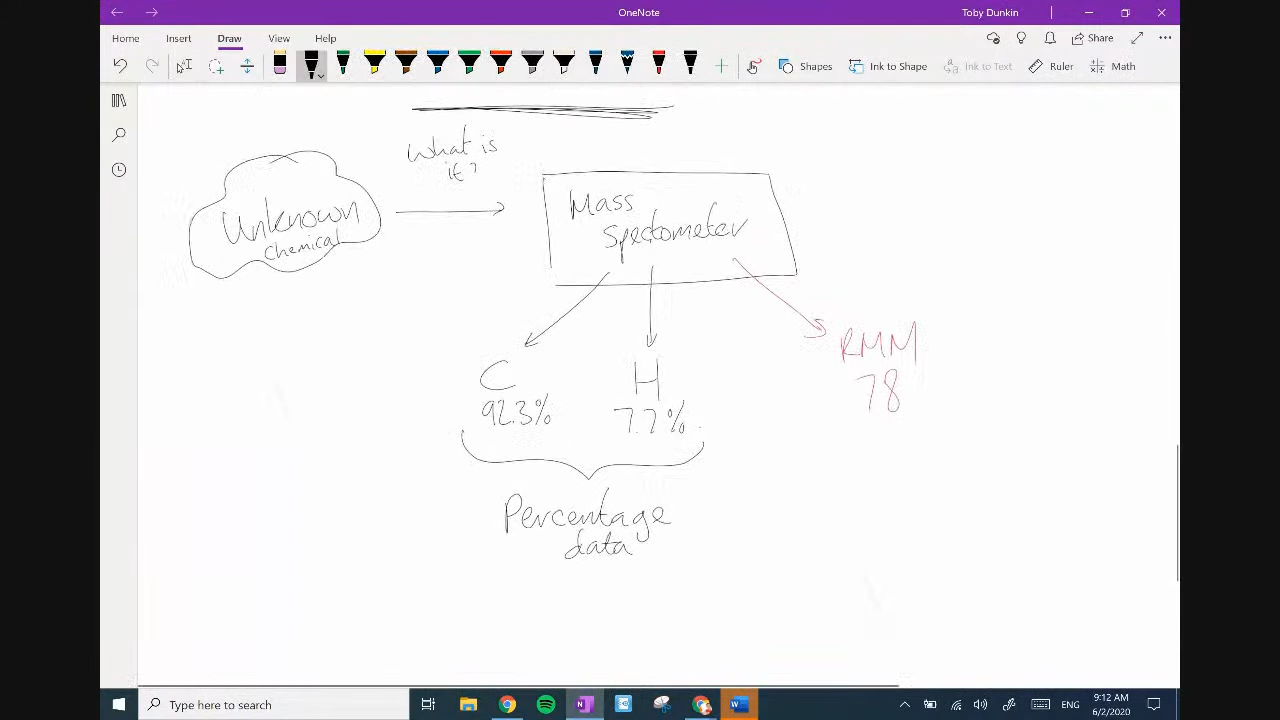 OneNote
Toby Dunkin
Home Insert Draw View Help
Share
Shapes Ink to Shape Ink to Text Ruler Math
What is
it?
Unknown
Chemical
Mass
Spectometer
C
92.3%
H
7.7%
RMM
78
Percentage
data
Type here to search
ENG
9:12 AM
6/2/2020